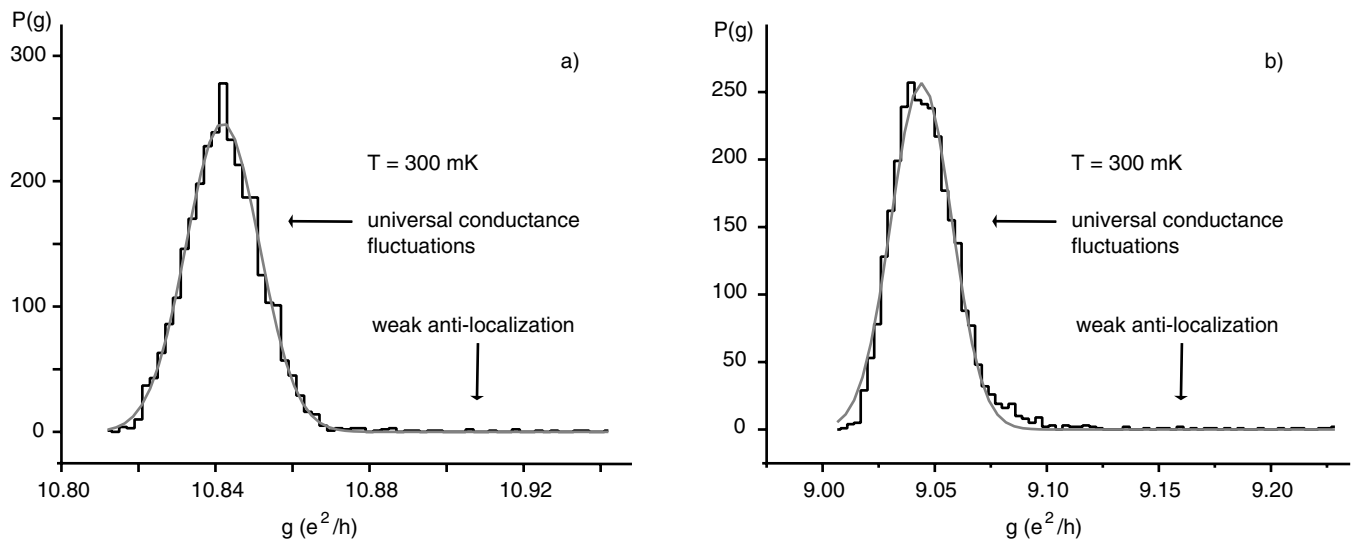 P(g)
a)
300
200
100
0
T = 300 mK
universal conductance
fluctuations
weak anti-localization
10.80
10.84
10.88
10.92
g (e²/h)
P(g)
b)
250
200
150
100
50
0
T = 300 mK
universal conductance
fluctuations
weak anti-localization
9.00
9.05
9.10
9.15
9.20
g (e²/h)